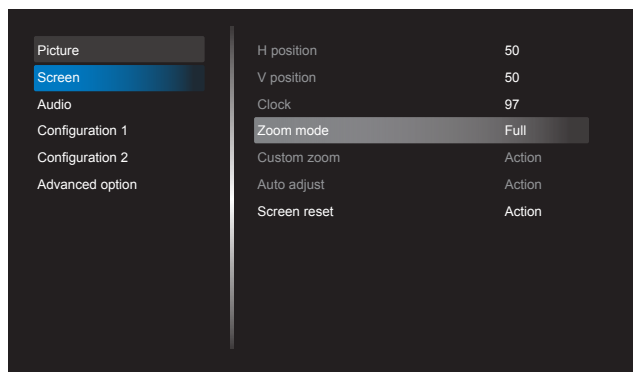 Picture
Screen
Audio
Configuration 1
Configuration 2
Advanced option
H position 50
V position 50
Clock 97
Zoom mode Full
Custom zoom Action
Auto adjust Action
Screen reset Action